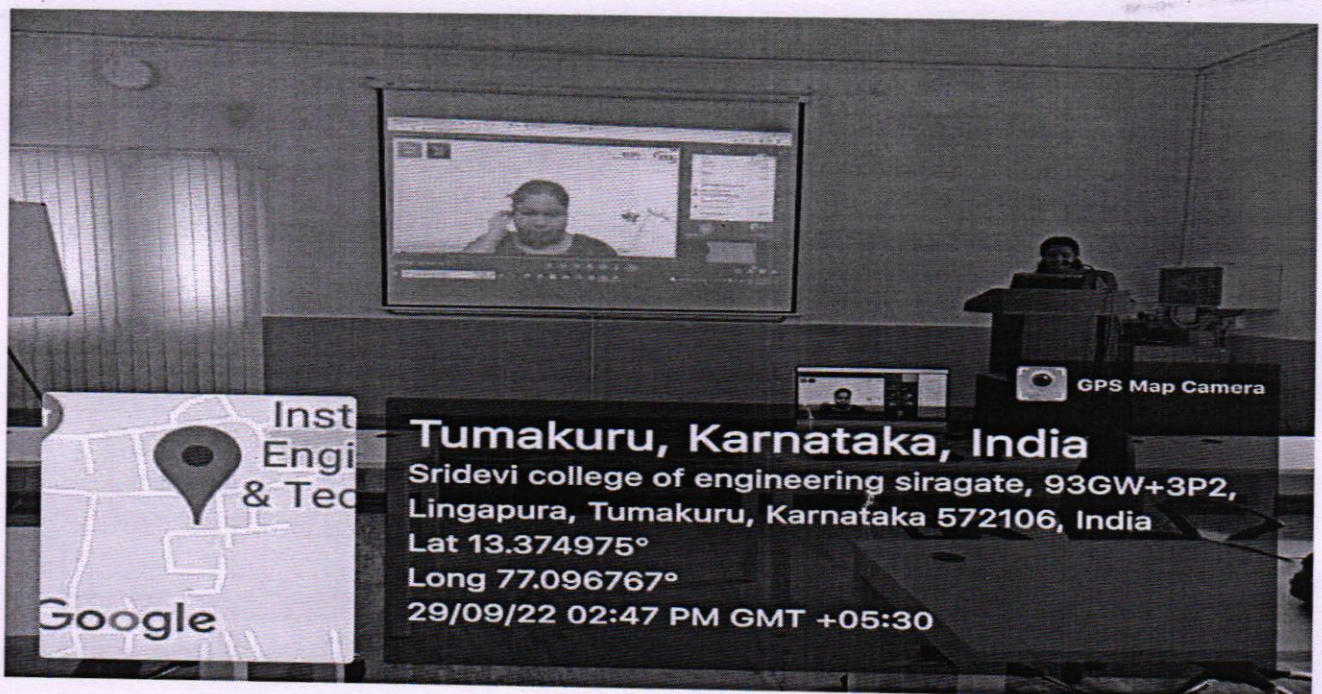 GPS Map Camera
Inst
Engi
& Tec
Google
Tumakuru, Karnataka, India
Sridevi college of engineering siragate, 93GW+3P2,
Lingapura, Tumakuru, Karnataka 572106, India
Lat 13.374975°
Long 77.096767°
29/09/22 02:47 PM GMT +05:30